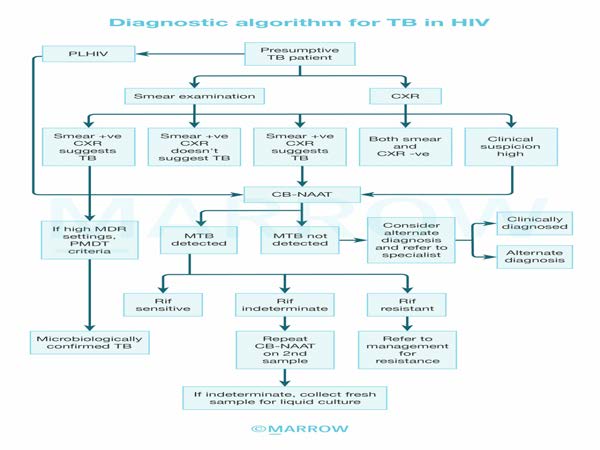 Diagnostic algorithm for TB in HIV
PLHIV
Presumptive
TB patient
Smear examination
CXR
Smear +ve
CXR
suggests
TB
Smear +ve
CXR
doesn't
suggest TB
Smear +ve
CXR
suggests
TB
Both smear
and
CXR -ve
Clinical
suspicion
high
CB-NAAT
MARROW
If high MDR
settings,
PMDT
criteria
MTB
detected
MTB not
detected
Consider
alternate
diagnosis and
refer to
specialist
Clinically
diagnosed
Alternate
diagnosis
Rif
sensitive
Rif
indeterminate
Rif
resistant
Microbiologically
confirmed TB
Repeat
CB-NAAT
on 2nd
sample
Refer to
management
for
resistance
If indeterminate, collect fresh
sample for liquid culture
©MARROW